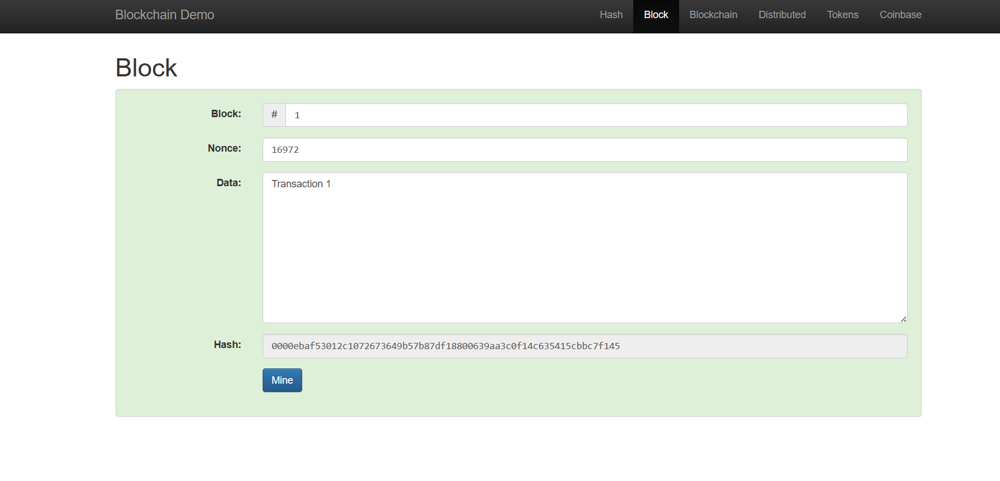 Blockchain Demo Hash Block Blockchain Distributed Tokens Coinbase
Block
Block: # 1
Nonce: 16972
Data: Transaction 1
Hash: 0000ebaf53012c1072673649b57b87df18800639aa3c0f14c635415cbbc7f145
Mine